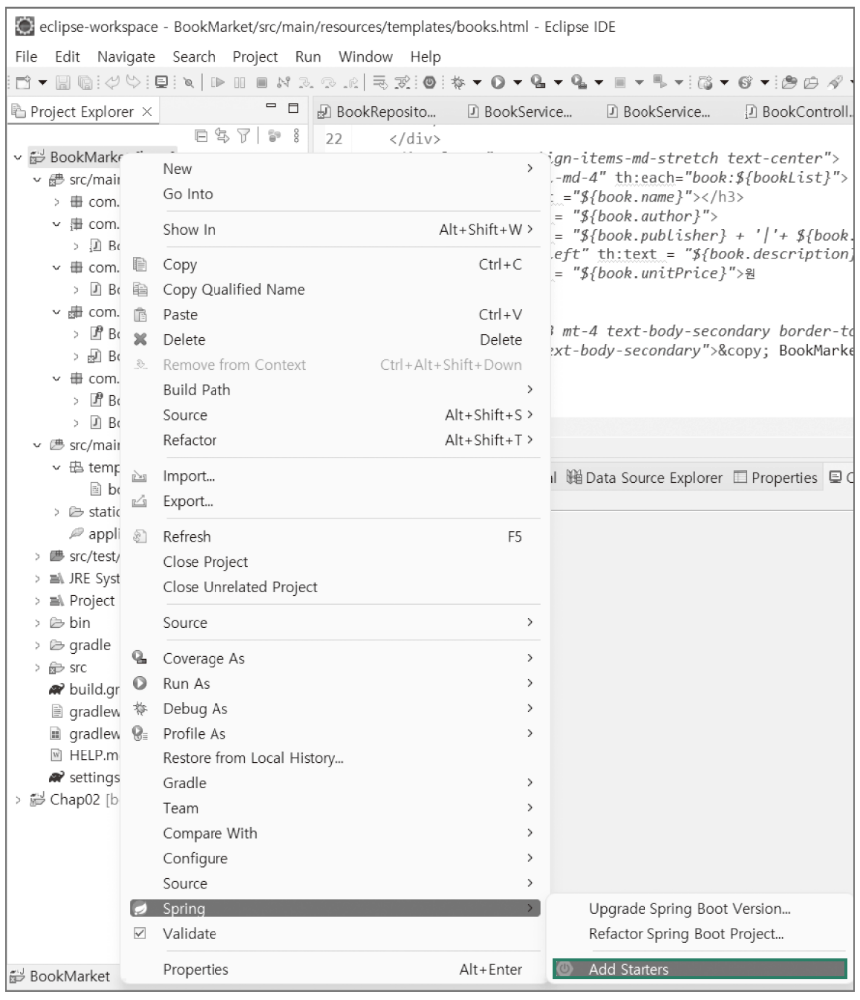 eclipse-workspace - BookMarket/src/main/resources/templates/books.html - Eclipse IDE
File Edit Navigate Search Project Run Window Help
Project Explorer × BookReposito... BookService... BookService... BookControll.
22 </div>
BookMarke
ign-items-md-stretch text-center">
New
src/mair
-md-4" th:each="book:${bookList}">
Go Into
com.
="${book.name}"></h3>
com.
= "${book.author}">
Show In Alt+Shift+W
= "${book.publisher} + '|'+ ${book.
com.
Copy Ctrl+C
eft" th:text = "${book.description}
Copy Qualified Name
= "${book.unitPrice}">원
com.
Paste Ctrl+V
3 mt-4 text-body-secondary border-to
Delete Delete
ext-body-secondary">&copy; BookMarke
Remove from Context Ctrl+Alt+Shift+Down
com.
Build Path
Source Alt+Shift+S
Refactor Alt+Shift+T
src/mair
temp
Import...
Data Source Explorer Properties
Export...
static
appli
Refresh F5
src/test/
Close Project
JRE Syst
Close Unrelated Project
Project
bin
Source
gradle
src
Coverage As
build.gr
Run As
gradlew
Debug As
gradlew
Profile As
HELP.m
Restore from Local History...
settings
Gradle
Chap02 [b
Team
Compare With
Configure
Source
Spring
Upgrade Spring Boot Version...
Validate
Refactor Spring Boot Project...
Properties Alt+Enter
Add Starters
BookMarket